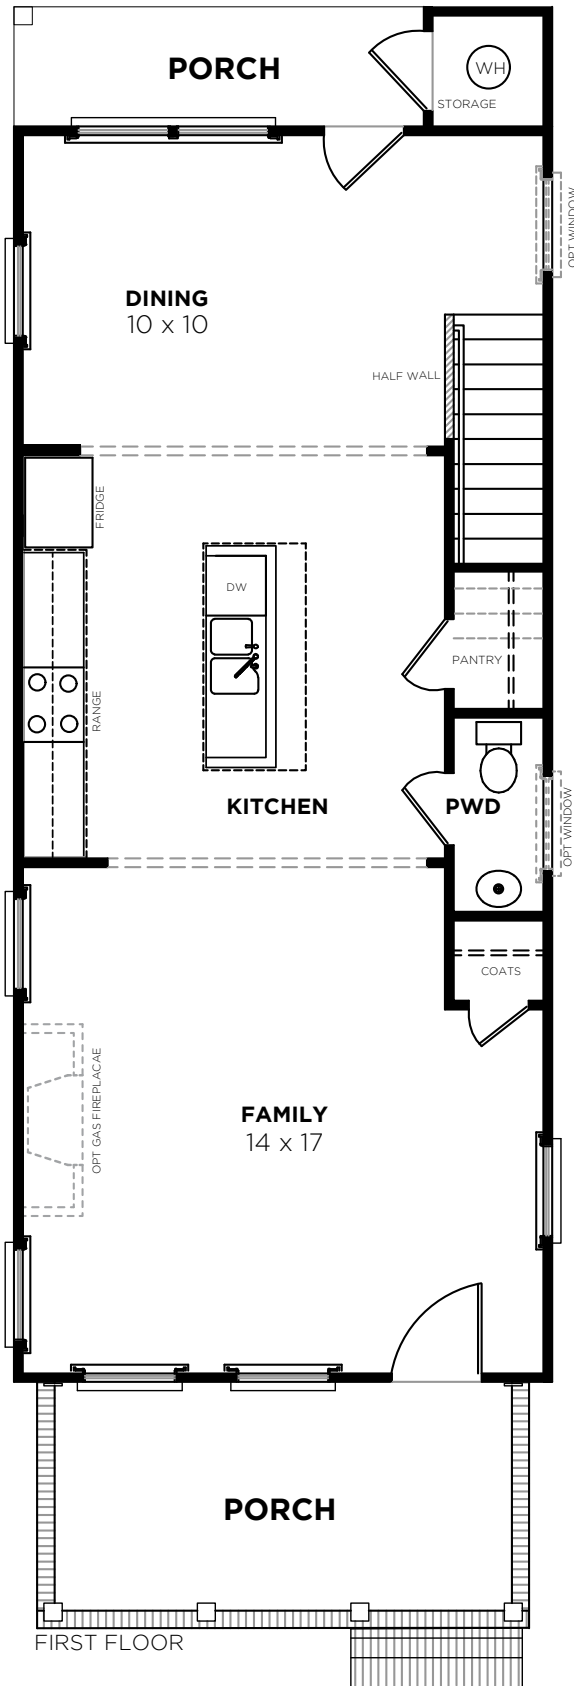 PORCH
WH
STORAGE
OPT WINDOW
DINING
10 x 10
HALF WALL
FRIDGE
DW
PANTRY
RANGE
KITCHEN
PWD
OPT WINDOW
COATS
OPT GAS FIREPLACAE
FAMILY
14 x 17
PORCH
FIRST FLOOR